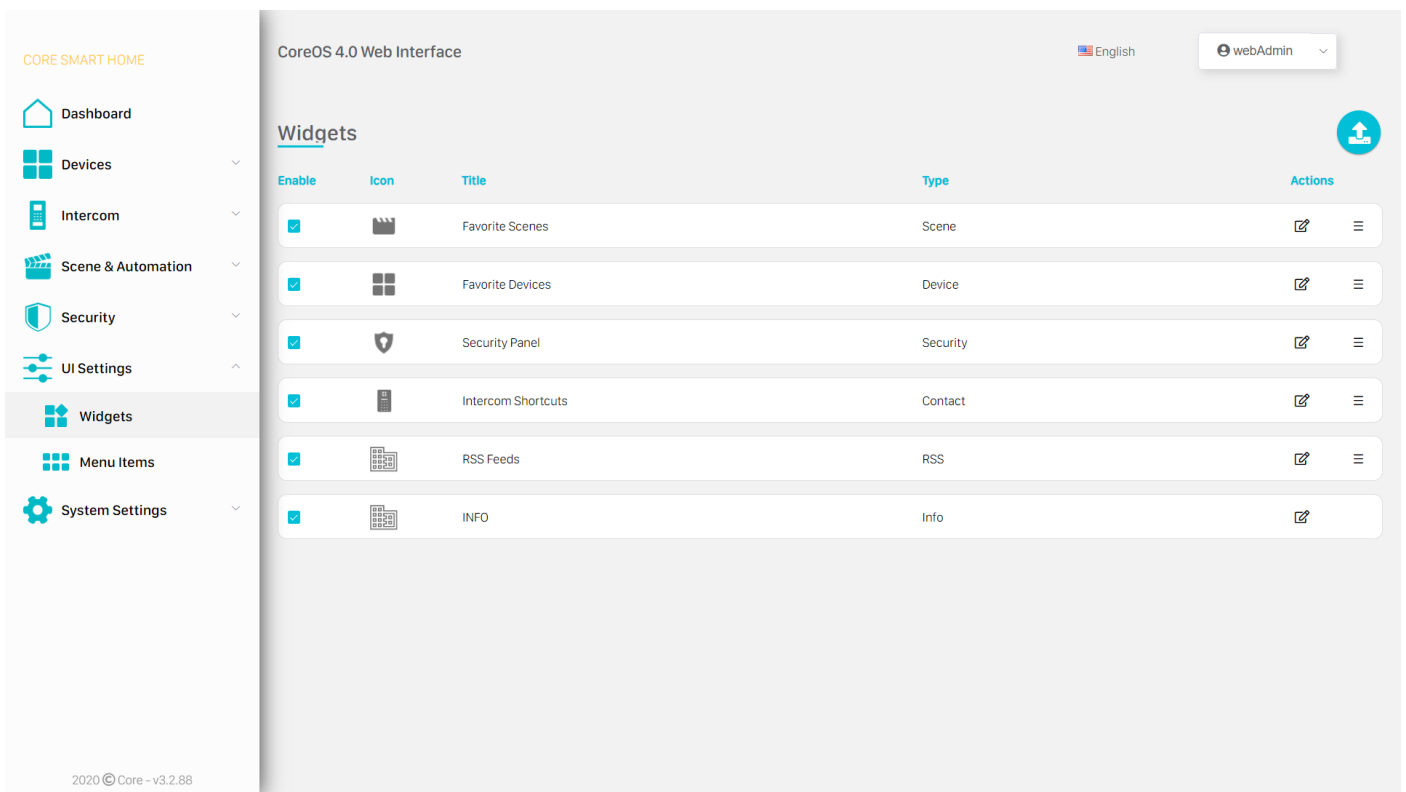 CORE SMART HOME
Dashboard
Devices
Intercom
Scene & Automation
Security
UI Settings
Widgets
Menu Items
System Settings
2020 © Core - v3.2.88
CoreOS 4.0 Web Interface
English
webAdmin
Widgets
Enable Icon Title Type Actions
Favorite Scenes Scene
Favorite Devices Device
Security Panel Security
Intercom Shortcuts Contact
RSS Feeds RSS
INFO Info